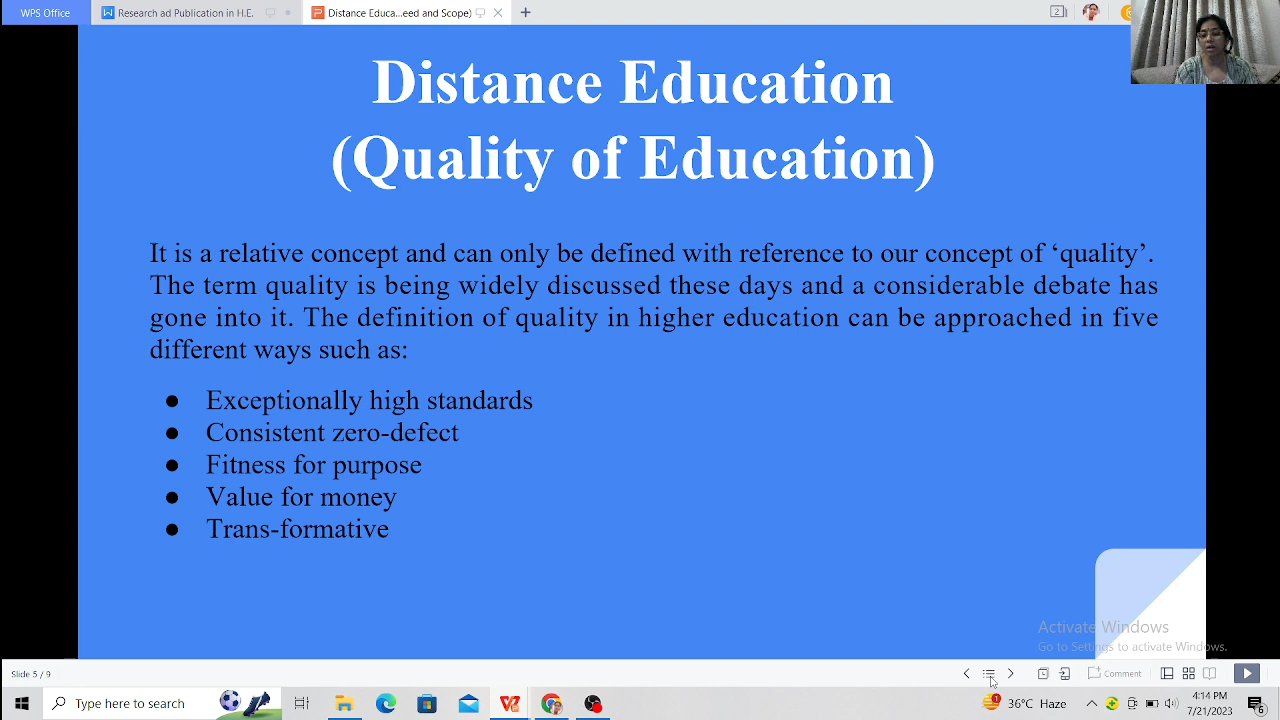 WPS Office
Research ad Publication in H.E.
Distance Educa...eed and Scope)
Distance Education
(Quality of Education)
It is a relative concept and can only be defined with reference to our concept of ‘quality’.
The term quality is being widely discussed these days and a considerable debate has
gone into it. The definition of quality in higher education can be approached in five
different ways such as:
● Exceptionally high standards
● Consistent zero-defect
● Fitness for purpose
● Value for money
● Trans-formative
Activate Windows
Go to Settings to activate Windows.
Slide 5 / 9
Comment
Type here to search
36°C Haze
4:14 PM
7/21/2023